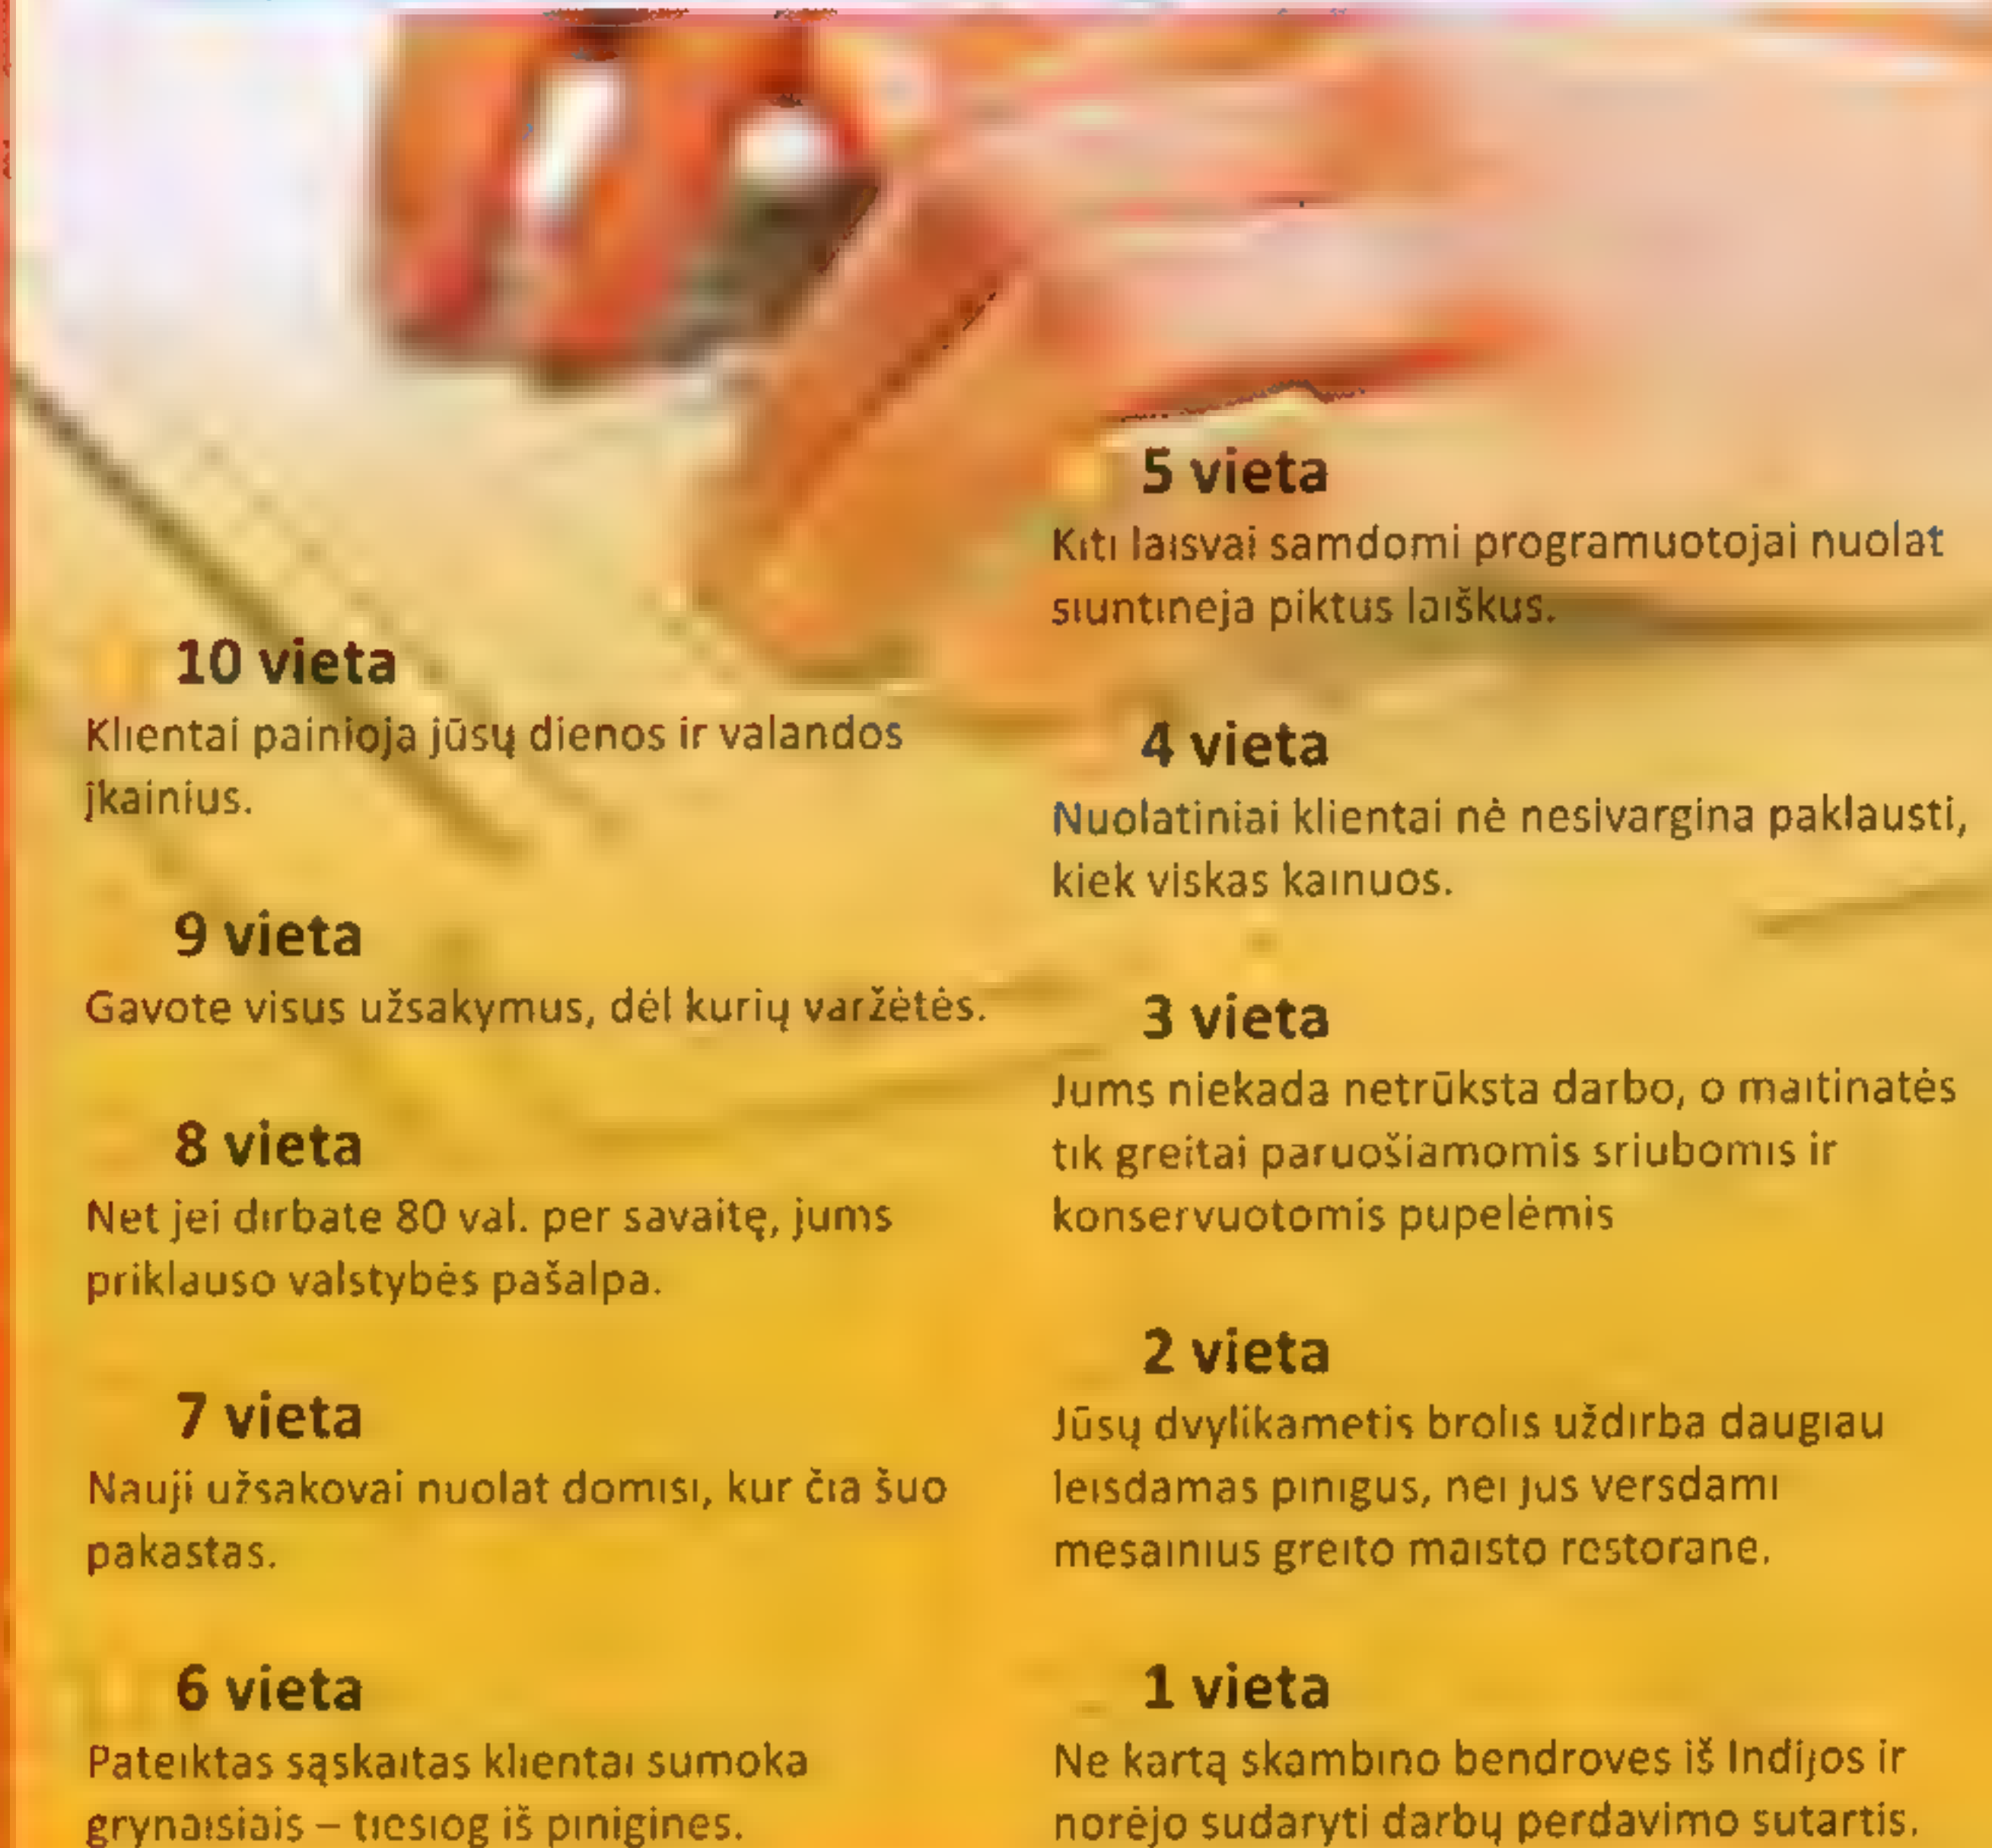 10 vieta
Klientai painioja jūsų dienos ir valandos
įkainius.
9 vieta
Gavote visus užsakymus, dėl kurių varžėtės.
8 vieta
Net jei dirbate 80 val. per savaitę, jums
priklauso valstybės pašalpa.
7 vieta
Nauji užsakovai nuolat domisi, kur čia šuo
pakastas.
6 vieta
Pateiktas sąskaitas klientai sumoka
grynaisiais – tiesiog iš piniginės.
5 vieta
Kiti laisvai samdomi programuotojai nuolat
siuntinėja piktus laiškus.
4 vieta
Nuolatiniai klientai nė nesivargina paklausti,
kiek viskas kainuos.
3 vieta
Jums niekada netrūksta darbo, o maitinatės
tik greitai paruošiamomis sriubomis ir
konservuotomis pupelėmis
2 vieta
Jūsų dvylikametis brolis uždirba daugiau
leisdamas pinigus, nei jūs versdami
mėsainius greito maisto restorane.
1 vieta
Ne kartą skambino bendrovės iš Indijos ir
norėjo sudaryti darbų perdavimo sutartis.